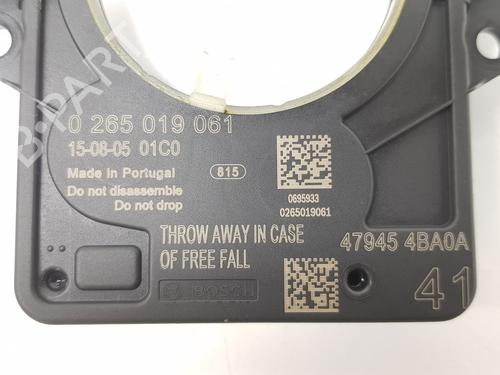 0 265 019 061
15-08-05 01C0
Made in Portugal
815
Do not disassemble
Do not drop
0695933
0265019061
THROW AWAY IN CASE
OF FREE FALL
47945 4BA0A
41
BOSCH
B-PARTS